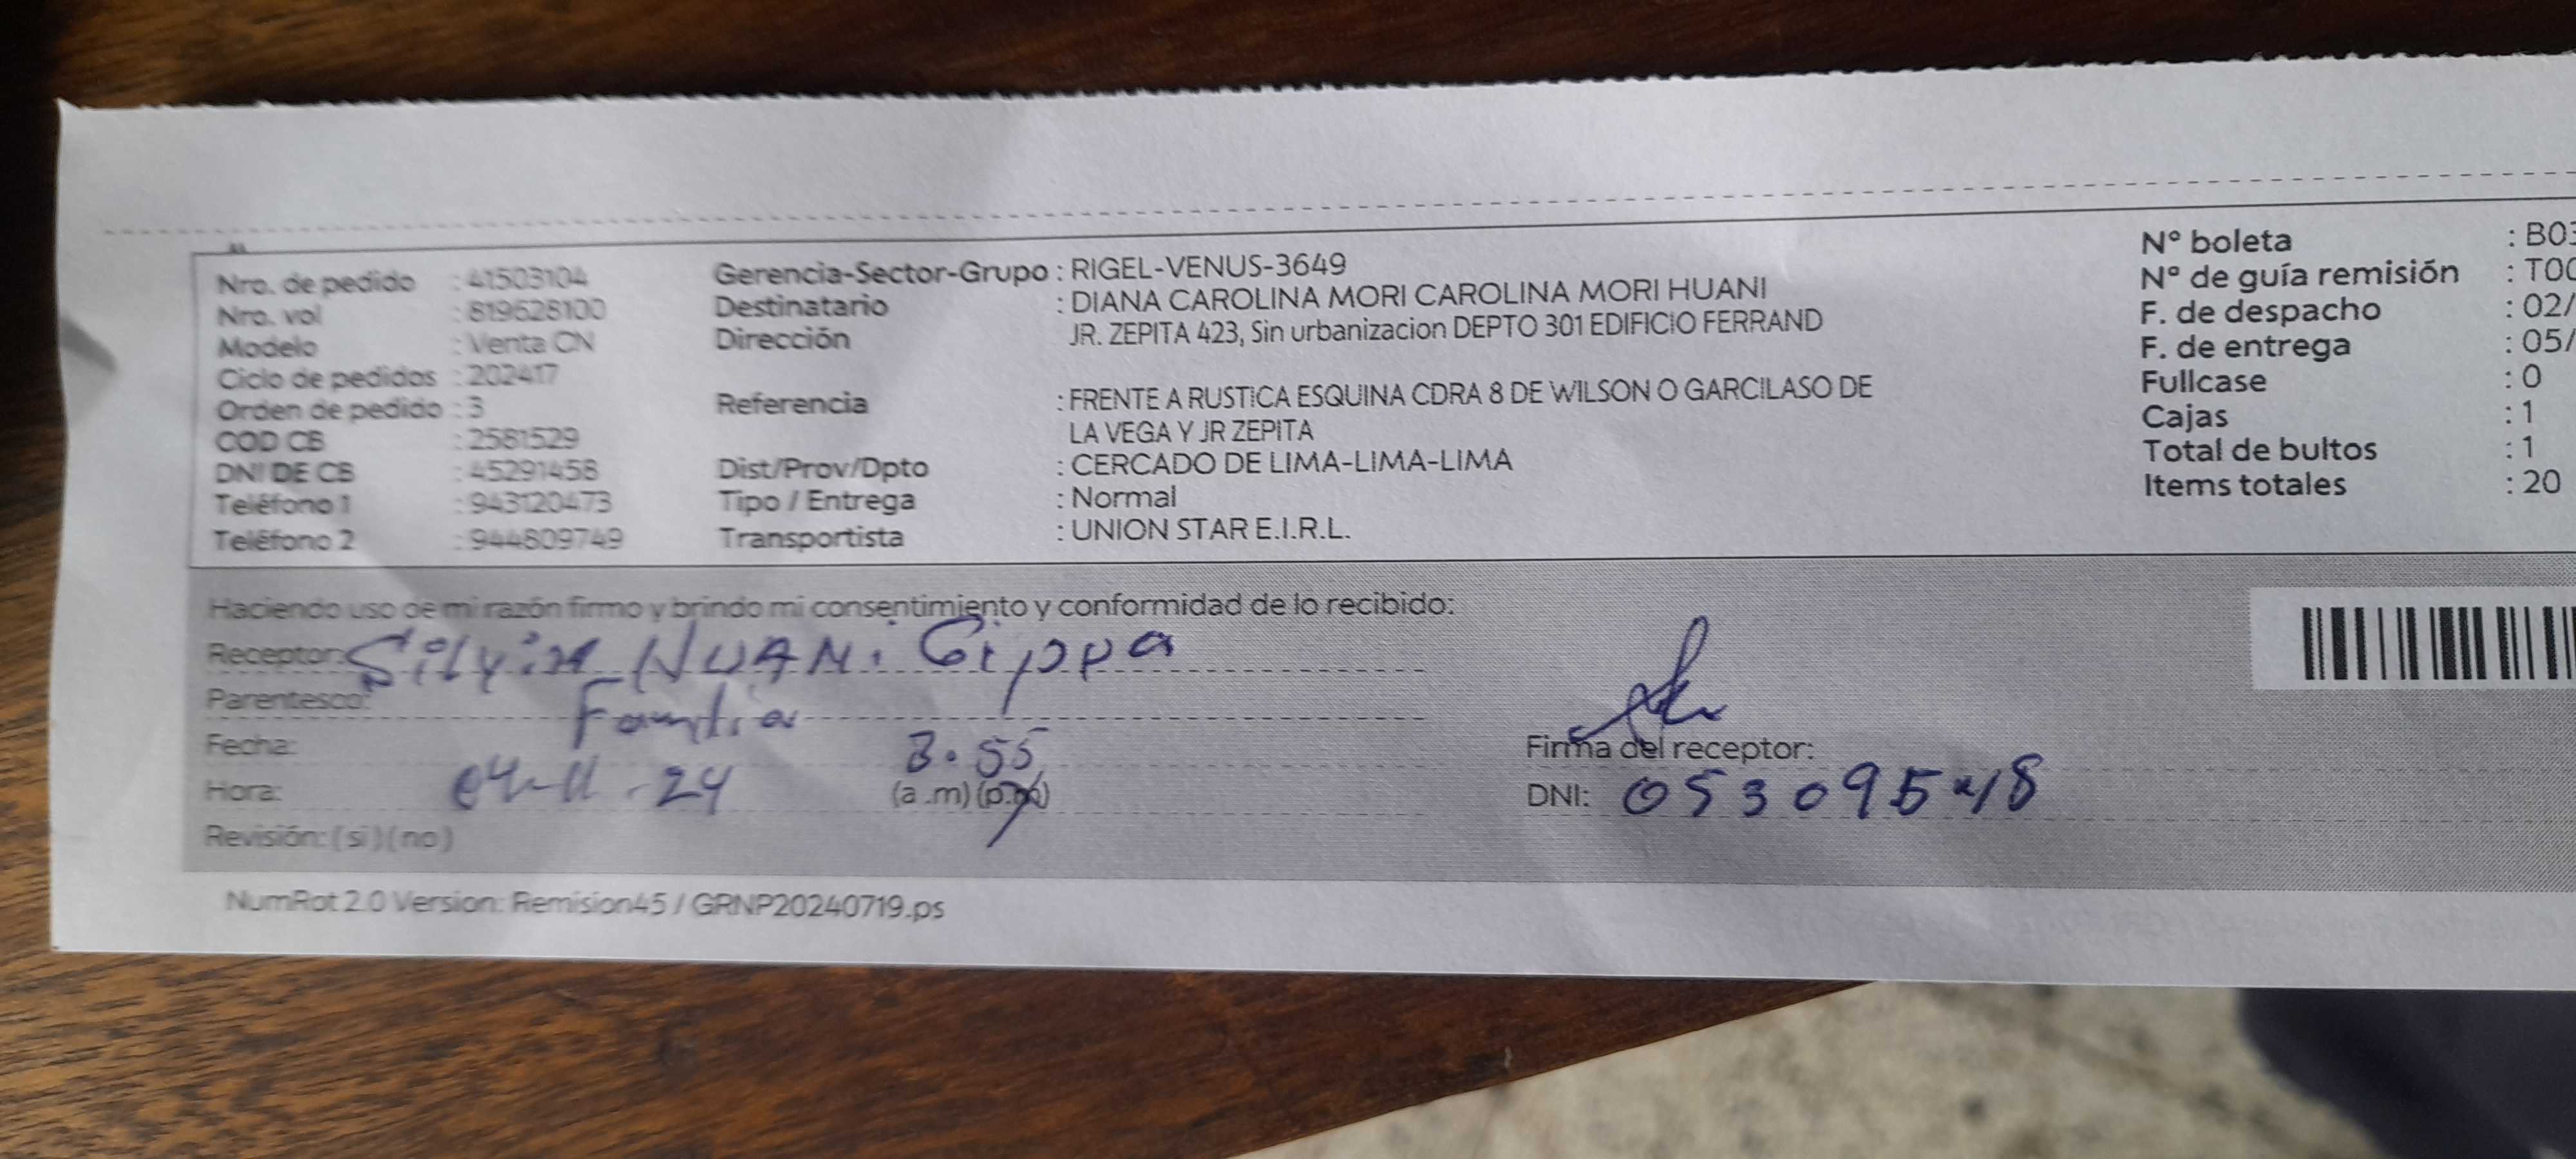 Nro. de pedido : 41503104
Nro. vol : 819628100
Modelo : Venta CN
Ciclo de pedidos : 202417
Orden de pedido : 3
COD CB : 2581529
DNI DE CB : 45291458
Teléfono 1 : 943120473
Teléfono 2 : 944809749
Gerencia-Sector-Grupo : RIGEL-VENUS-3649
Destinatario : DIANA CAROLINA MORI CAROLINA MORI HUANI
Dirección JR. ZEPITA 423, Sin urbanizacion DEPTO 301 EDIFICIO FERRAND
Referencia : FRENTE A RUSTICA ESQUINA CDRA 8 DE WILSON O GARCILASO DE
LA VEGA Y JR ZEPITA
Dist/Prov/Dpto : CERCADO DE LIMA-LIMA-LIMA
Tipo / Entrega : Normal
Transportista : UNION STAR E.I.R.L.
Nº boleta : B03
Nº de guía remisión : T00
F. de despacho : 02/
F. de entrega : 05/
Fullcase : 0
Cajas : 1
Total de bultos : 1
Items totales : 20
Haciendo uso de mi razón firmo y brindo mi consentimiento y conformidad de lo recibido:
Receptor: Silvia HUANi
Parentesco: Familia
Fecha: 3.55
Hora: 04-11-24 (a.m) (p.m)
Revisión: (si) (no)
Firma del receptor:
DNI: 05309548
NumRot 2.0 Version: Remision45 / GRNP20240719.ps